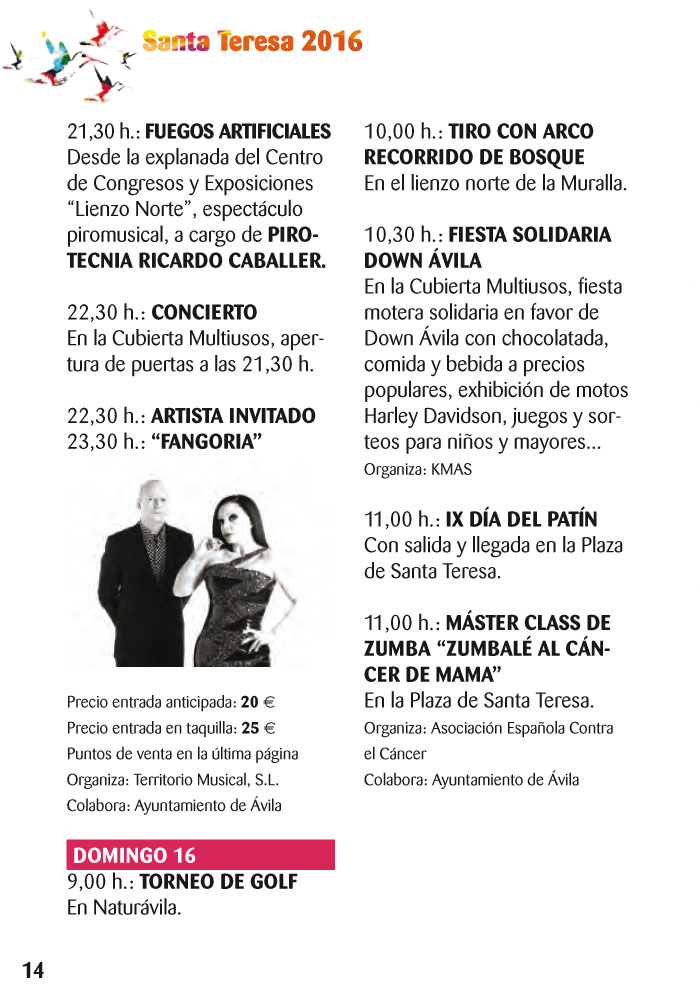 Santa Teresa 2016
21,30 h.: FUEGOS ARTIFICIALES
Desde la explanada del Centro
de Congresos y Exposiciones
“Lienzo Norte”, espectáculo
piromusical, a cargo de PIRO-
TECNIA RICARDO CABALLER.
22,30 h.: CONCIERTO
En la Cubierta Multiusos, aper-
tura de puertas a las 21,30 h.
22,30 h.: ARTISTA INVITADO
23,30 h.: “FANGORIA”
Precio entrada anticipada: 20 €
Precio entrada en taquilla: 25 €
Puntos de venta en la última página
Organiza: Territorio Musical, S.L.
Colabora: Ayuntamiento de Ávila
DOMINGO 16
9,00 h.: TORNEO DE GOLF
En Naturávila.
10,00 h.: TIRO CON ARCO
RECORRIDO DE BOSQUE
En el lienzo norte de la Muralla.
10,30 h.: FIESTA SOLIDARIA
DOWN ÁVILA
En la Cubierta Multiusos, fiesta
motera solidaria en favor de
Down Ávila con chocolatada,
comida y bebida a precios
populares, exhibición de motos
Harley Davidson, juegos y sor-
teos para niños y mayores...
Organiza: KMAS
11,00 h.: IX DÍA DEL PATÍN
Con salida y llegada en la Plaza
de Santa Teresa.
11,00 h.: MÁSTER CLASS DE
ZUMBA “ZUMBALÉ AL CÁN-
CER DE MAMA”
En la Plaza de Santa Teresa.
Organiza: Asociación Española Contra
el Cáncer
Colabora: Ayuntamiento de Ávila
14